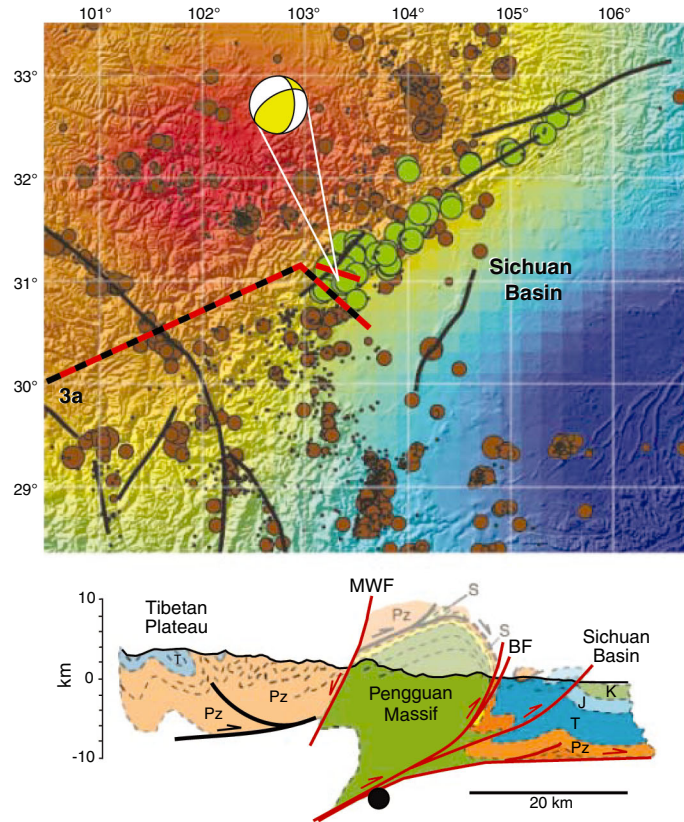 101° 102° 103° 104° 105° 106°
33°
32°
31°
Sichuan
Basin
30°
3a
29°
10
MWF
S
Pz
Tibetan
Plateau
S
BF
Sichuan
Basin
T
km
0
Pz
Pengguan
Massif
K
J
Pz
T
Pz
-10
20 km